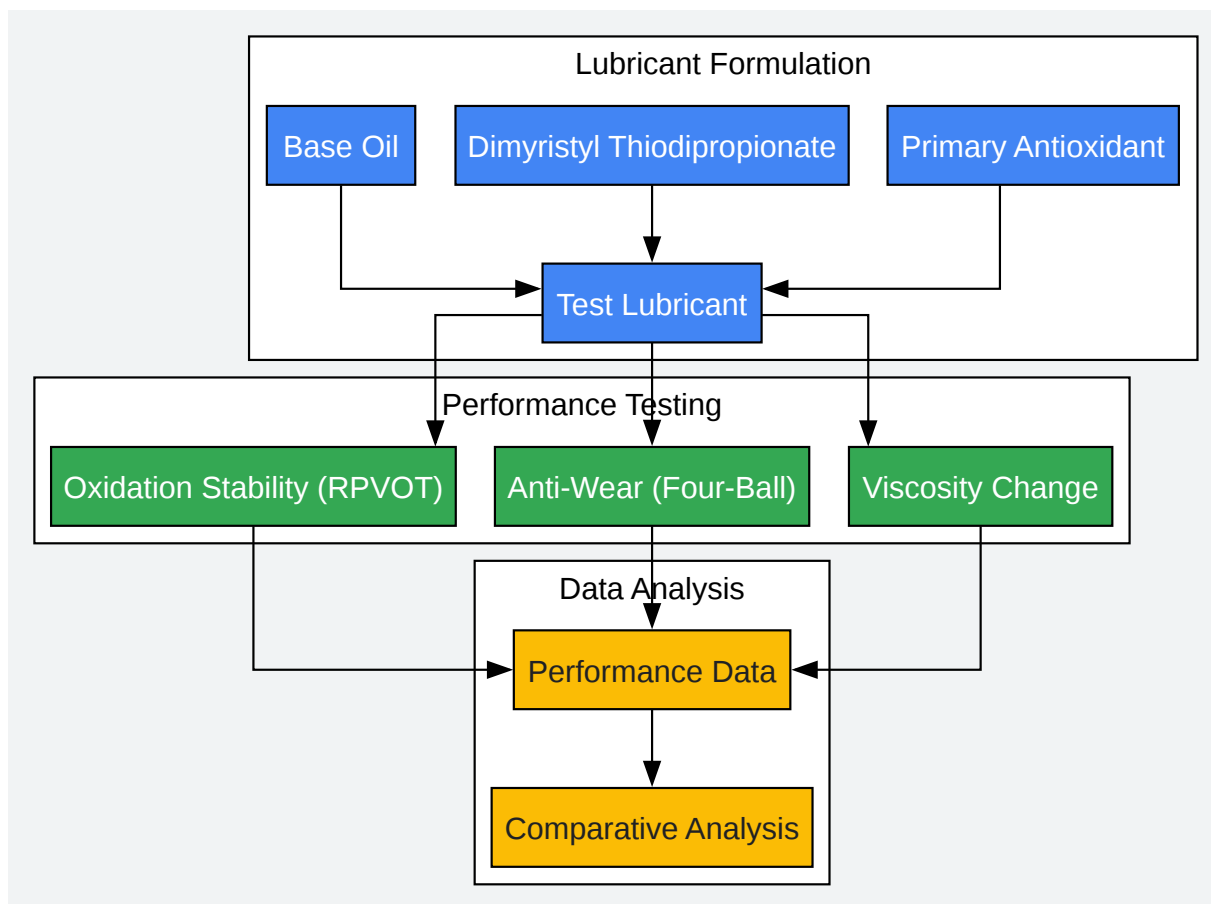 Lubricant Formulation
Base Oil
Dimyristyl Thiodipropionate
Primary Antioxidant
Test Lubricant
Performance Testing
Oxidation Stability (RPVOT)
Anti-Wear (Four-Ball)
Viscosity Change
Data Analysis
Performance Data
Comparative Analysis